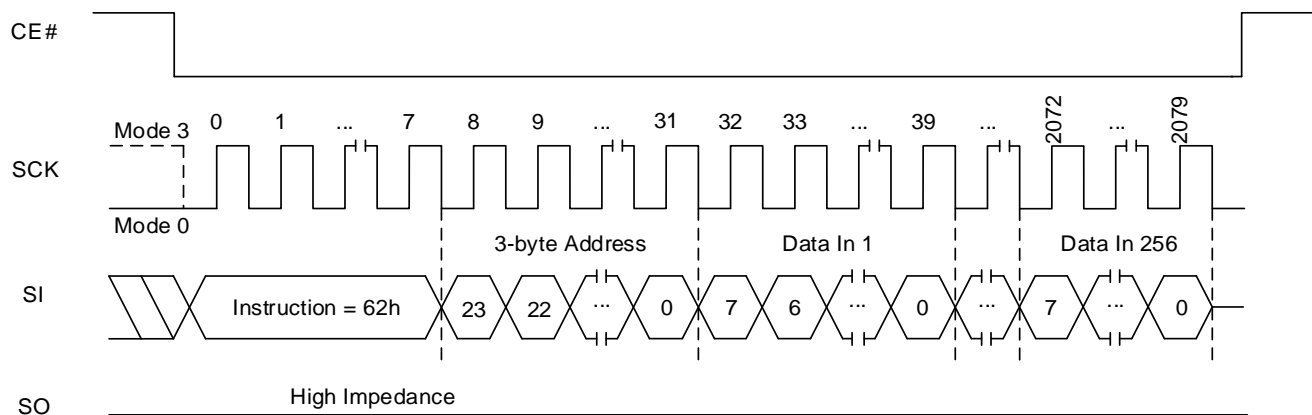 CE#
0 1 ... 7 8 9 ... 31 32 33 ... 39 ... 2072 ... 2079
Mode 3
SCK
Mode 0
3-byte Address Data In 1 Data In 256
SI Instruction = 62h 23 22 ... 0 7 6 ... 0 ... 7 ... 0
High Impedance
SO